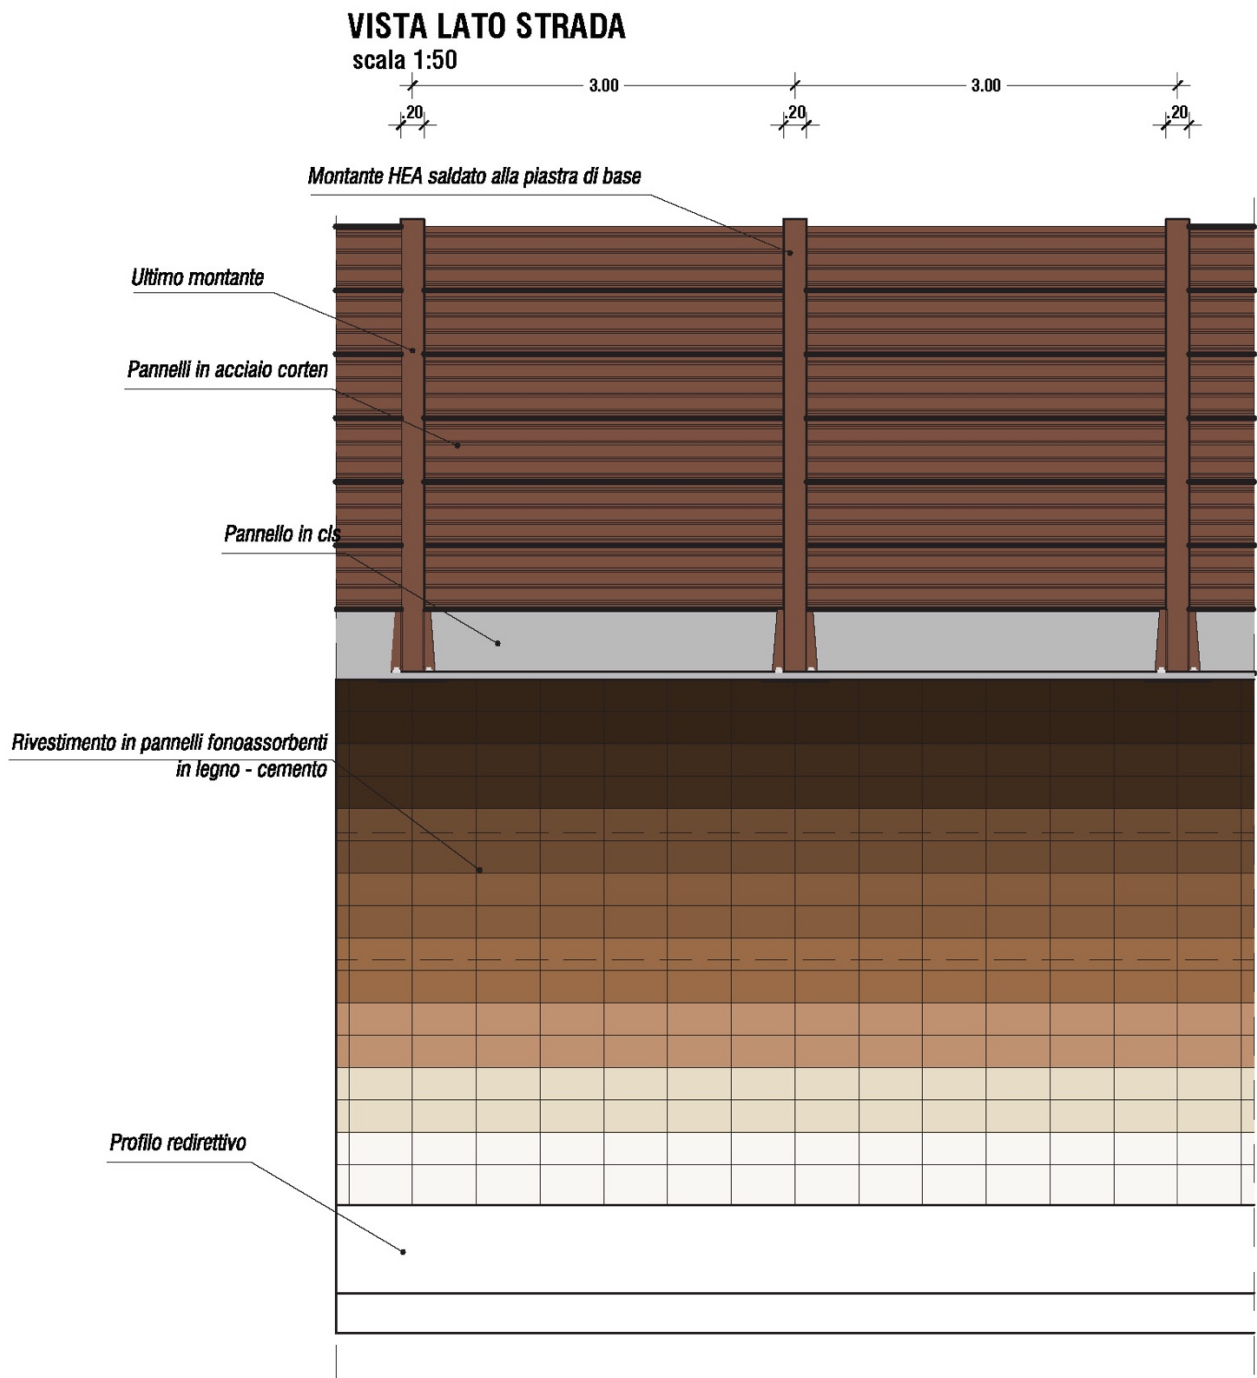 VISTA LATO STRADA
scala 1:50
3.00 3.00
.20 .20 .20
Montante HEA saldato alla piastra di base
Ultimo montante
Pannelli in acciaio corten
Pannello in cls
Rivestimento in pannelli fonoassorbenti
in legno - cemento
Profilo redirettivo